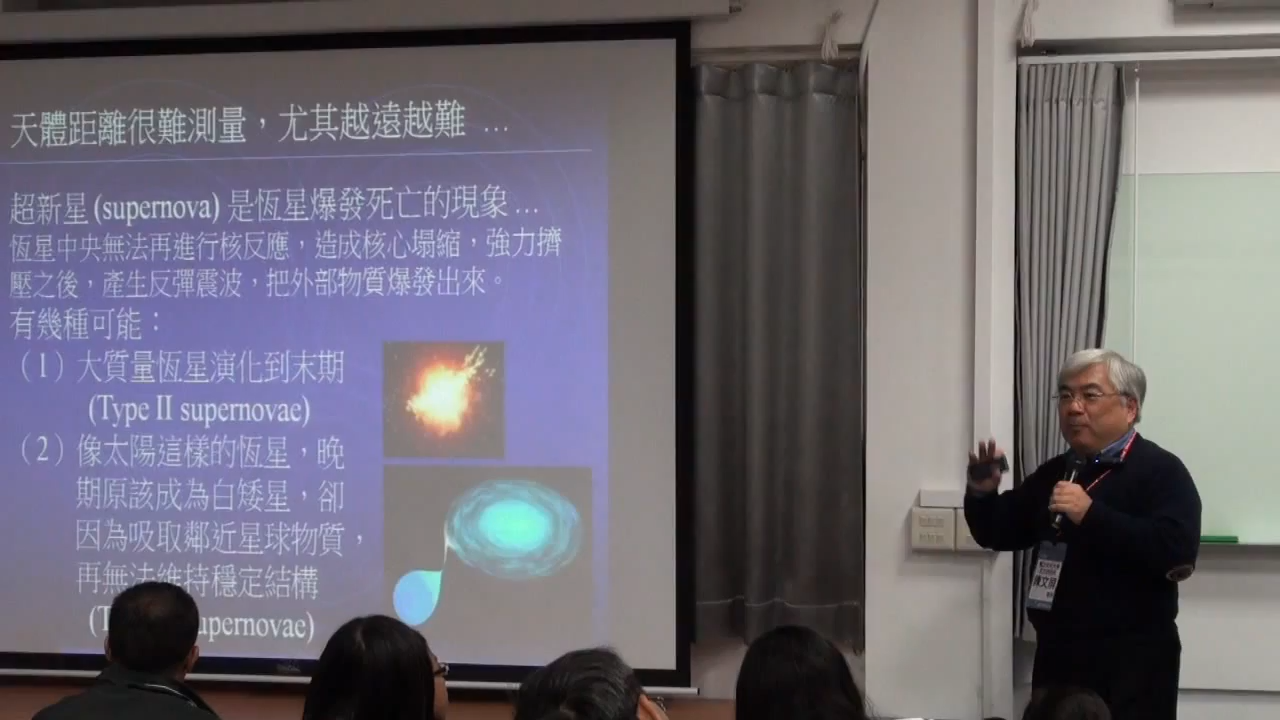 天體距離很難測量，尤其越遠越難 …
超新星 (supernova) 是恆星爆發死亡的現象 …
恆星中央無法再進行核反應，造成核心塌縮，強力擠
壓之後，產生反彈震波，把外部物質爆發出來。
有幾種可能：
（1）大質量恆星演化到末期
(Type II supernovae)
（2）像太陽這樣的恆星，晚
期原該成為白矮星，卻
因為吸取鄰近星球物質，
再無法維持穩定結構
supernovae)
陳文屏